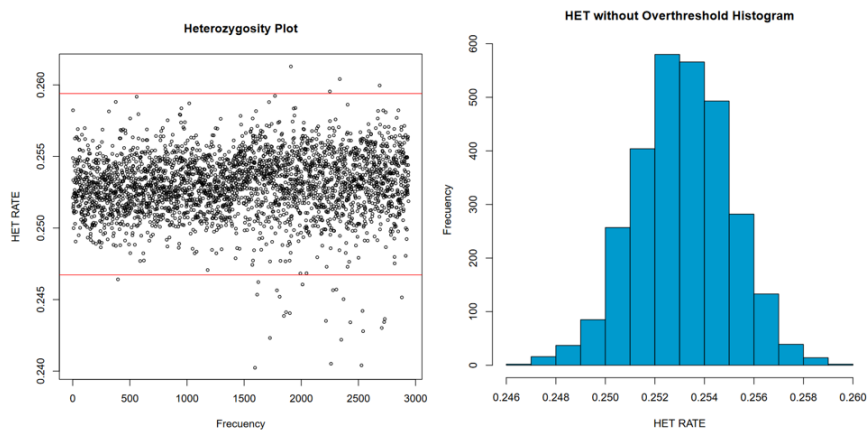 Heterozygosity Plot
HET RATE
0.260
0.255
0.250
0.245
0.240
0 500 1000 1500 2000 2500 3000
Frecuency
HET without Overthreshold Histogram
Frecuency
600
500
400
300
200
100
0
0.246 0.248 0.250 0.252 0.254 0.256 0.258 0.260
HET RATE